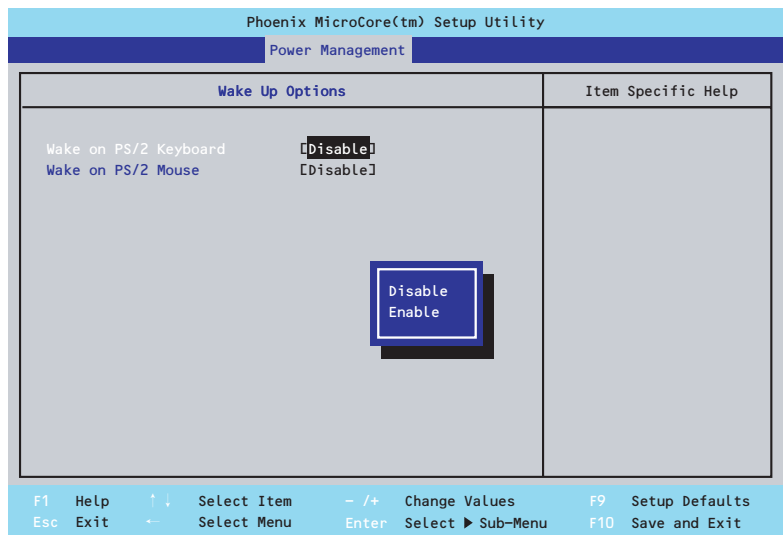 Phoenix MicroCore(tm) Setup Utility
Power Management
Wake Up Options Item Specific Help
Wake on PS/2 Keyboard [Disable]
Wake on PS/2 Mouse [Disable]
Disable
Enable
F1 Help ↑↓ Select Item - /+ Change Values F9 Setup Defaults
Esc Exit ← Select Menu Enter Select ▶ Sub-Menu F10 Save and Exit